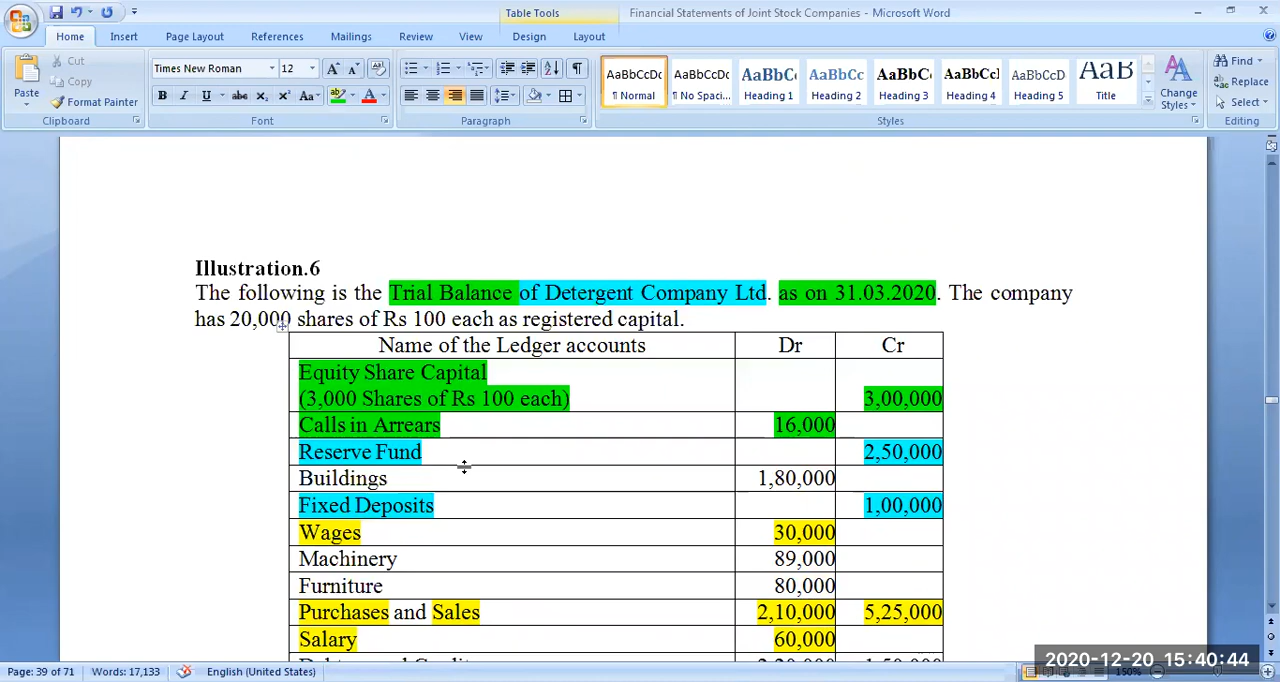 Table Tools
Financial Statements of Joint Stock Companies - Microsoft Word
Home Insert Page Layout References Mailings Review View Design Layout
Paste
Cut
Copy
Format Painter
Clipboard
Times New Roman 12
B I U abc X₂ X² Aa
Font
Paragraph
AaBbCcDc AaBbCcDc AaBbC AaBbCc AaBbCc AaBbCcI AaBbCcD AaB
¶ Normal ¶ No Spaci... Heading 1 Heading 2 Heading 3 Heading 4 Heading 5 Title
Change Styles
Styles
Find
Replace
Select
Editing
Illustration.6
The following is the Trial Balance of Detergent Company Ltd. as on 31.03.2020. The company
has 20,000 shares of Rs 100 each as registered capital.
Name of the Ledger accounts Dr Cr
Equity Share Capital
(3,000 Shares of Rs 100 each) 3,00,000
Calls in Arrears 16,000
Reserve Fund 2,50,000
Buildings 1,80,000
Fixed Deposits 1,00,000
Wages 30,000
Machinery 89,000
Furniture 80,000
Purchases and Sales 2,10,000 5,25,000
Salary 60,000
2020-12-20 15:40:44
Page: 39 of 71 Words: 17,133 English (United States) 150%